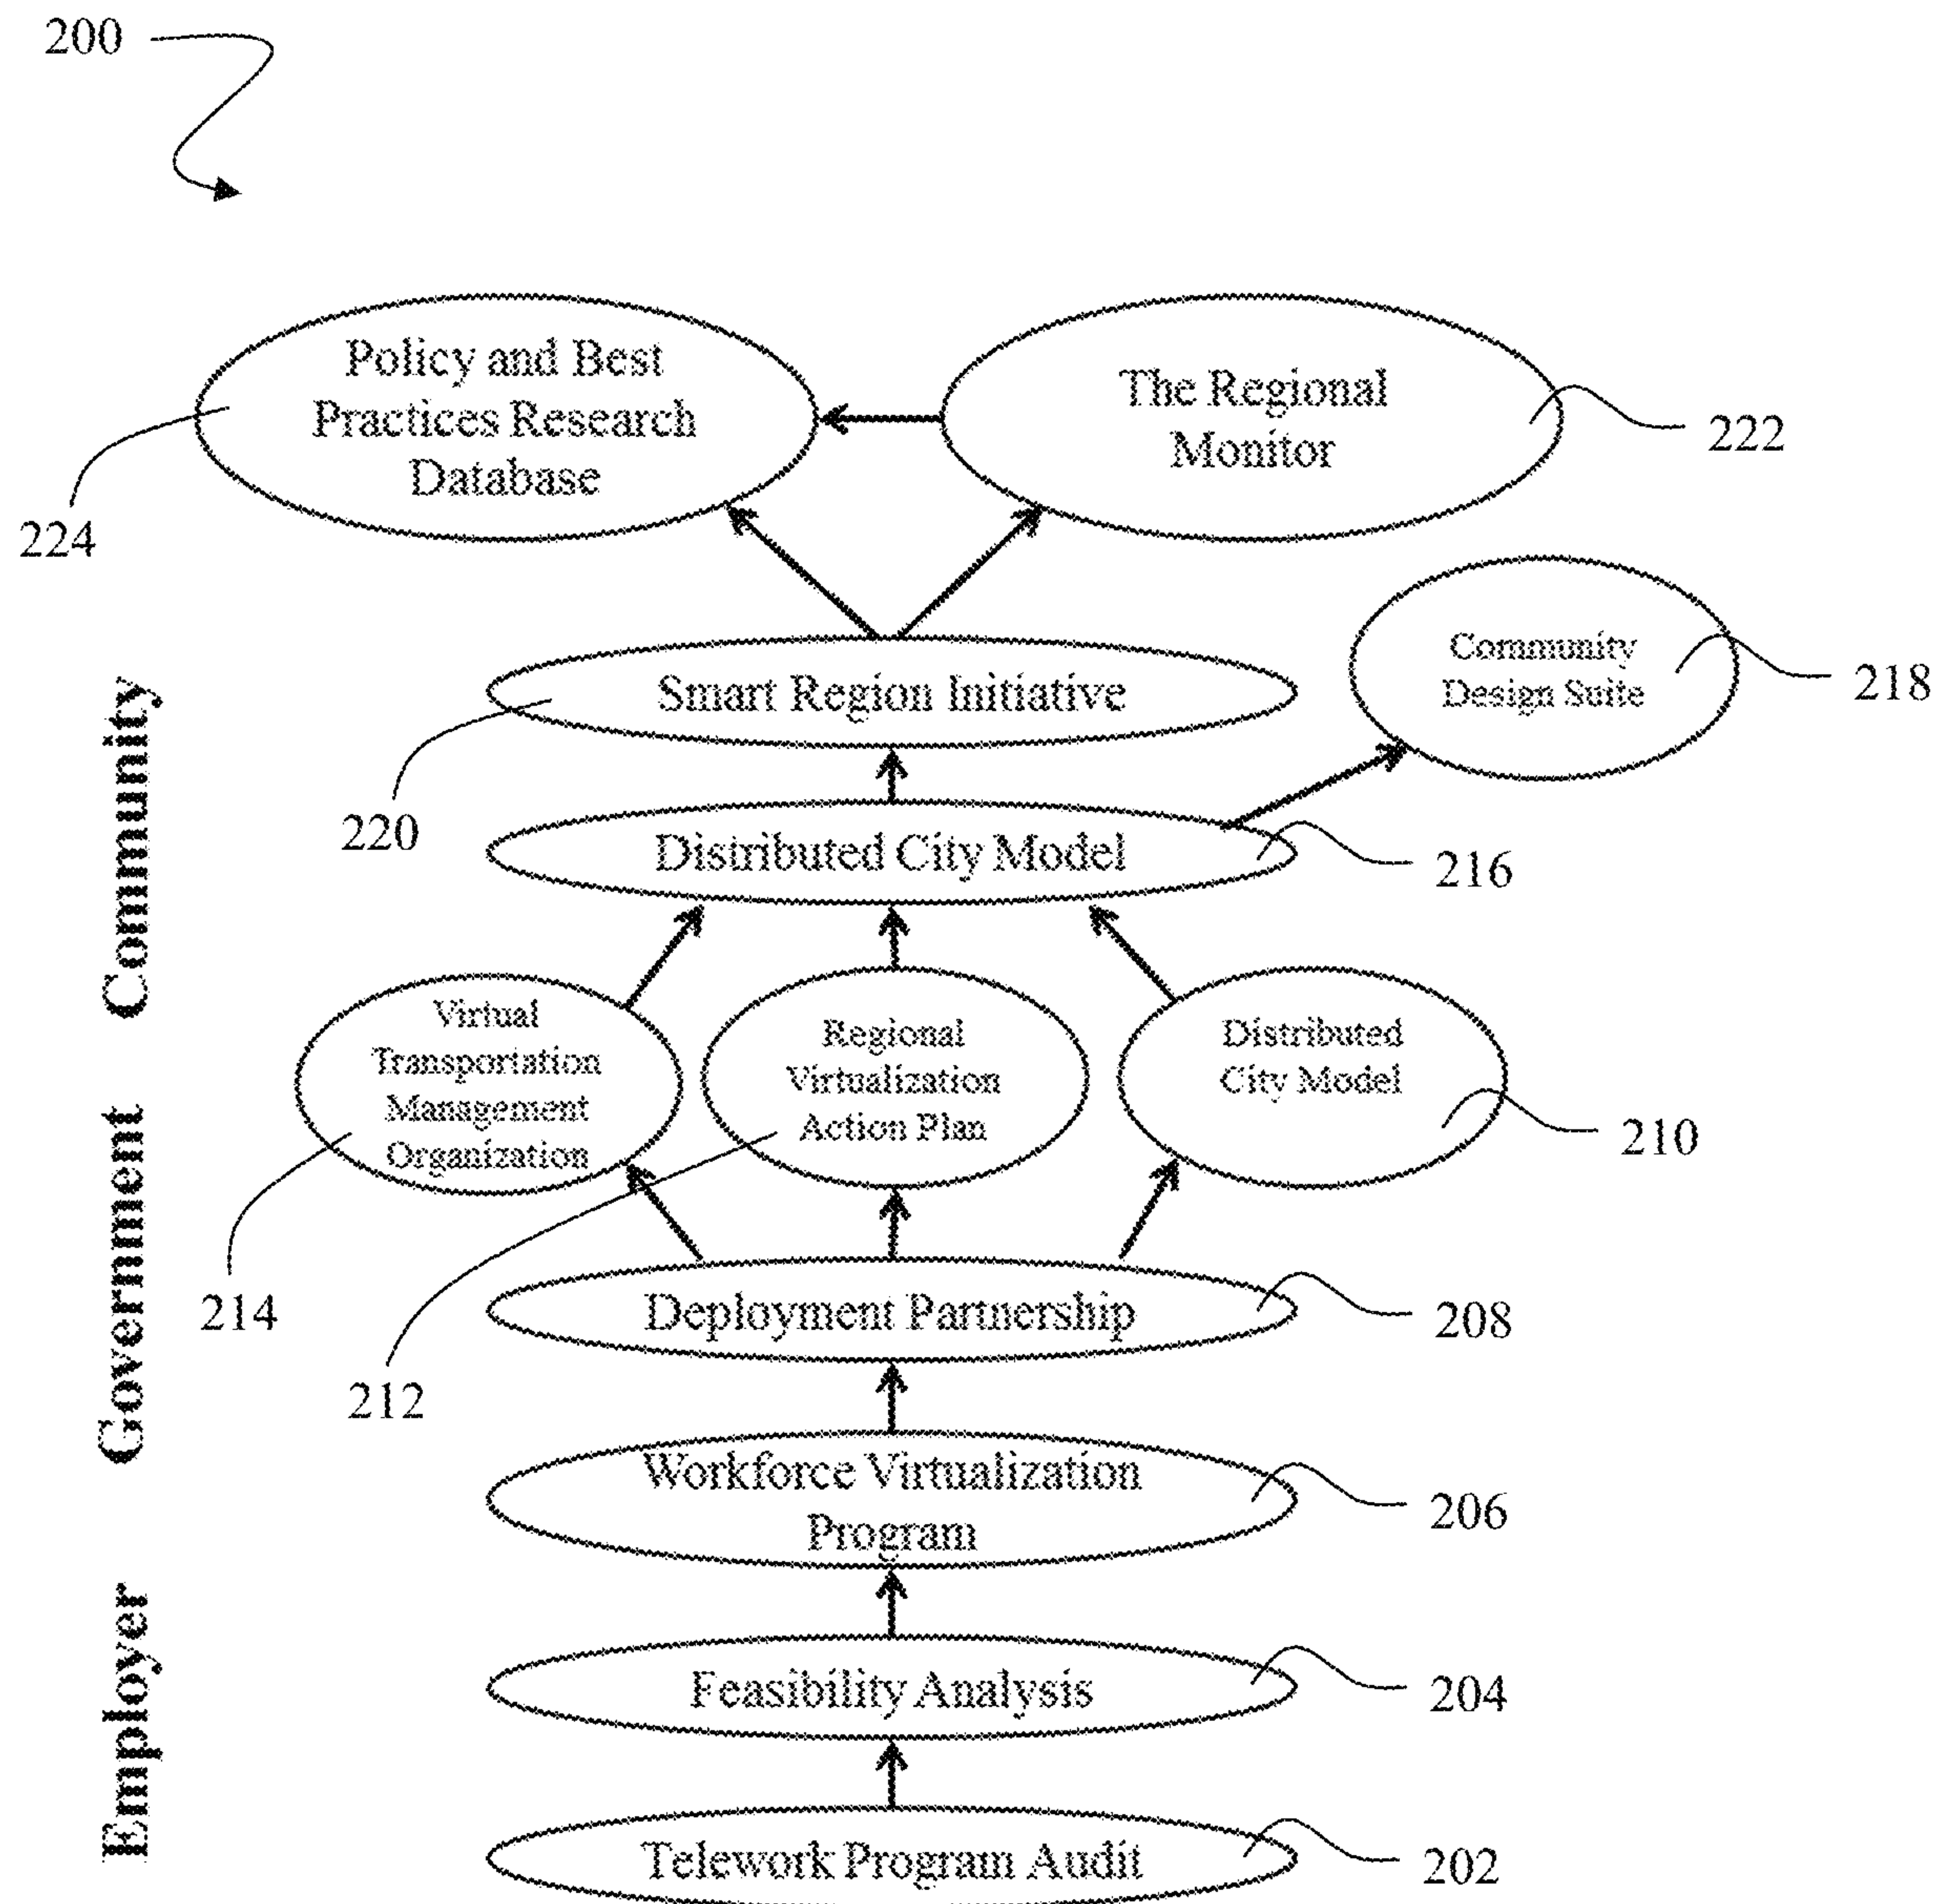 200
Policy and Best
Practices Research
Database
The Regional
Monitor
222
224
Community
Design Suite
218
Smart Region Initiative
220
Distributed City Model
216
Community
Virtual
Transportation
Management
Organization
Regional
Virtualization
Action Plan
Distributed
City Model
210
214
212
Government
Deployment Partnership
208
Workforce Virtualization
Program
206
Employer
Feasibility Analysis
204
Telework Program Audit
202